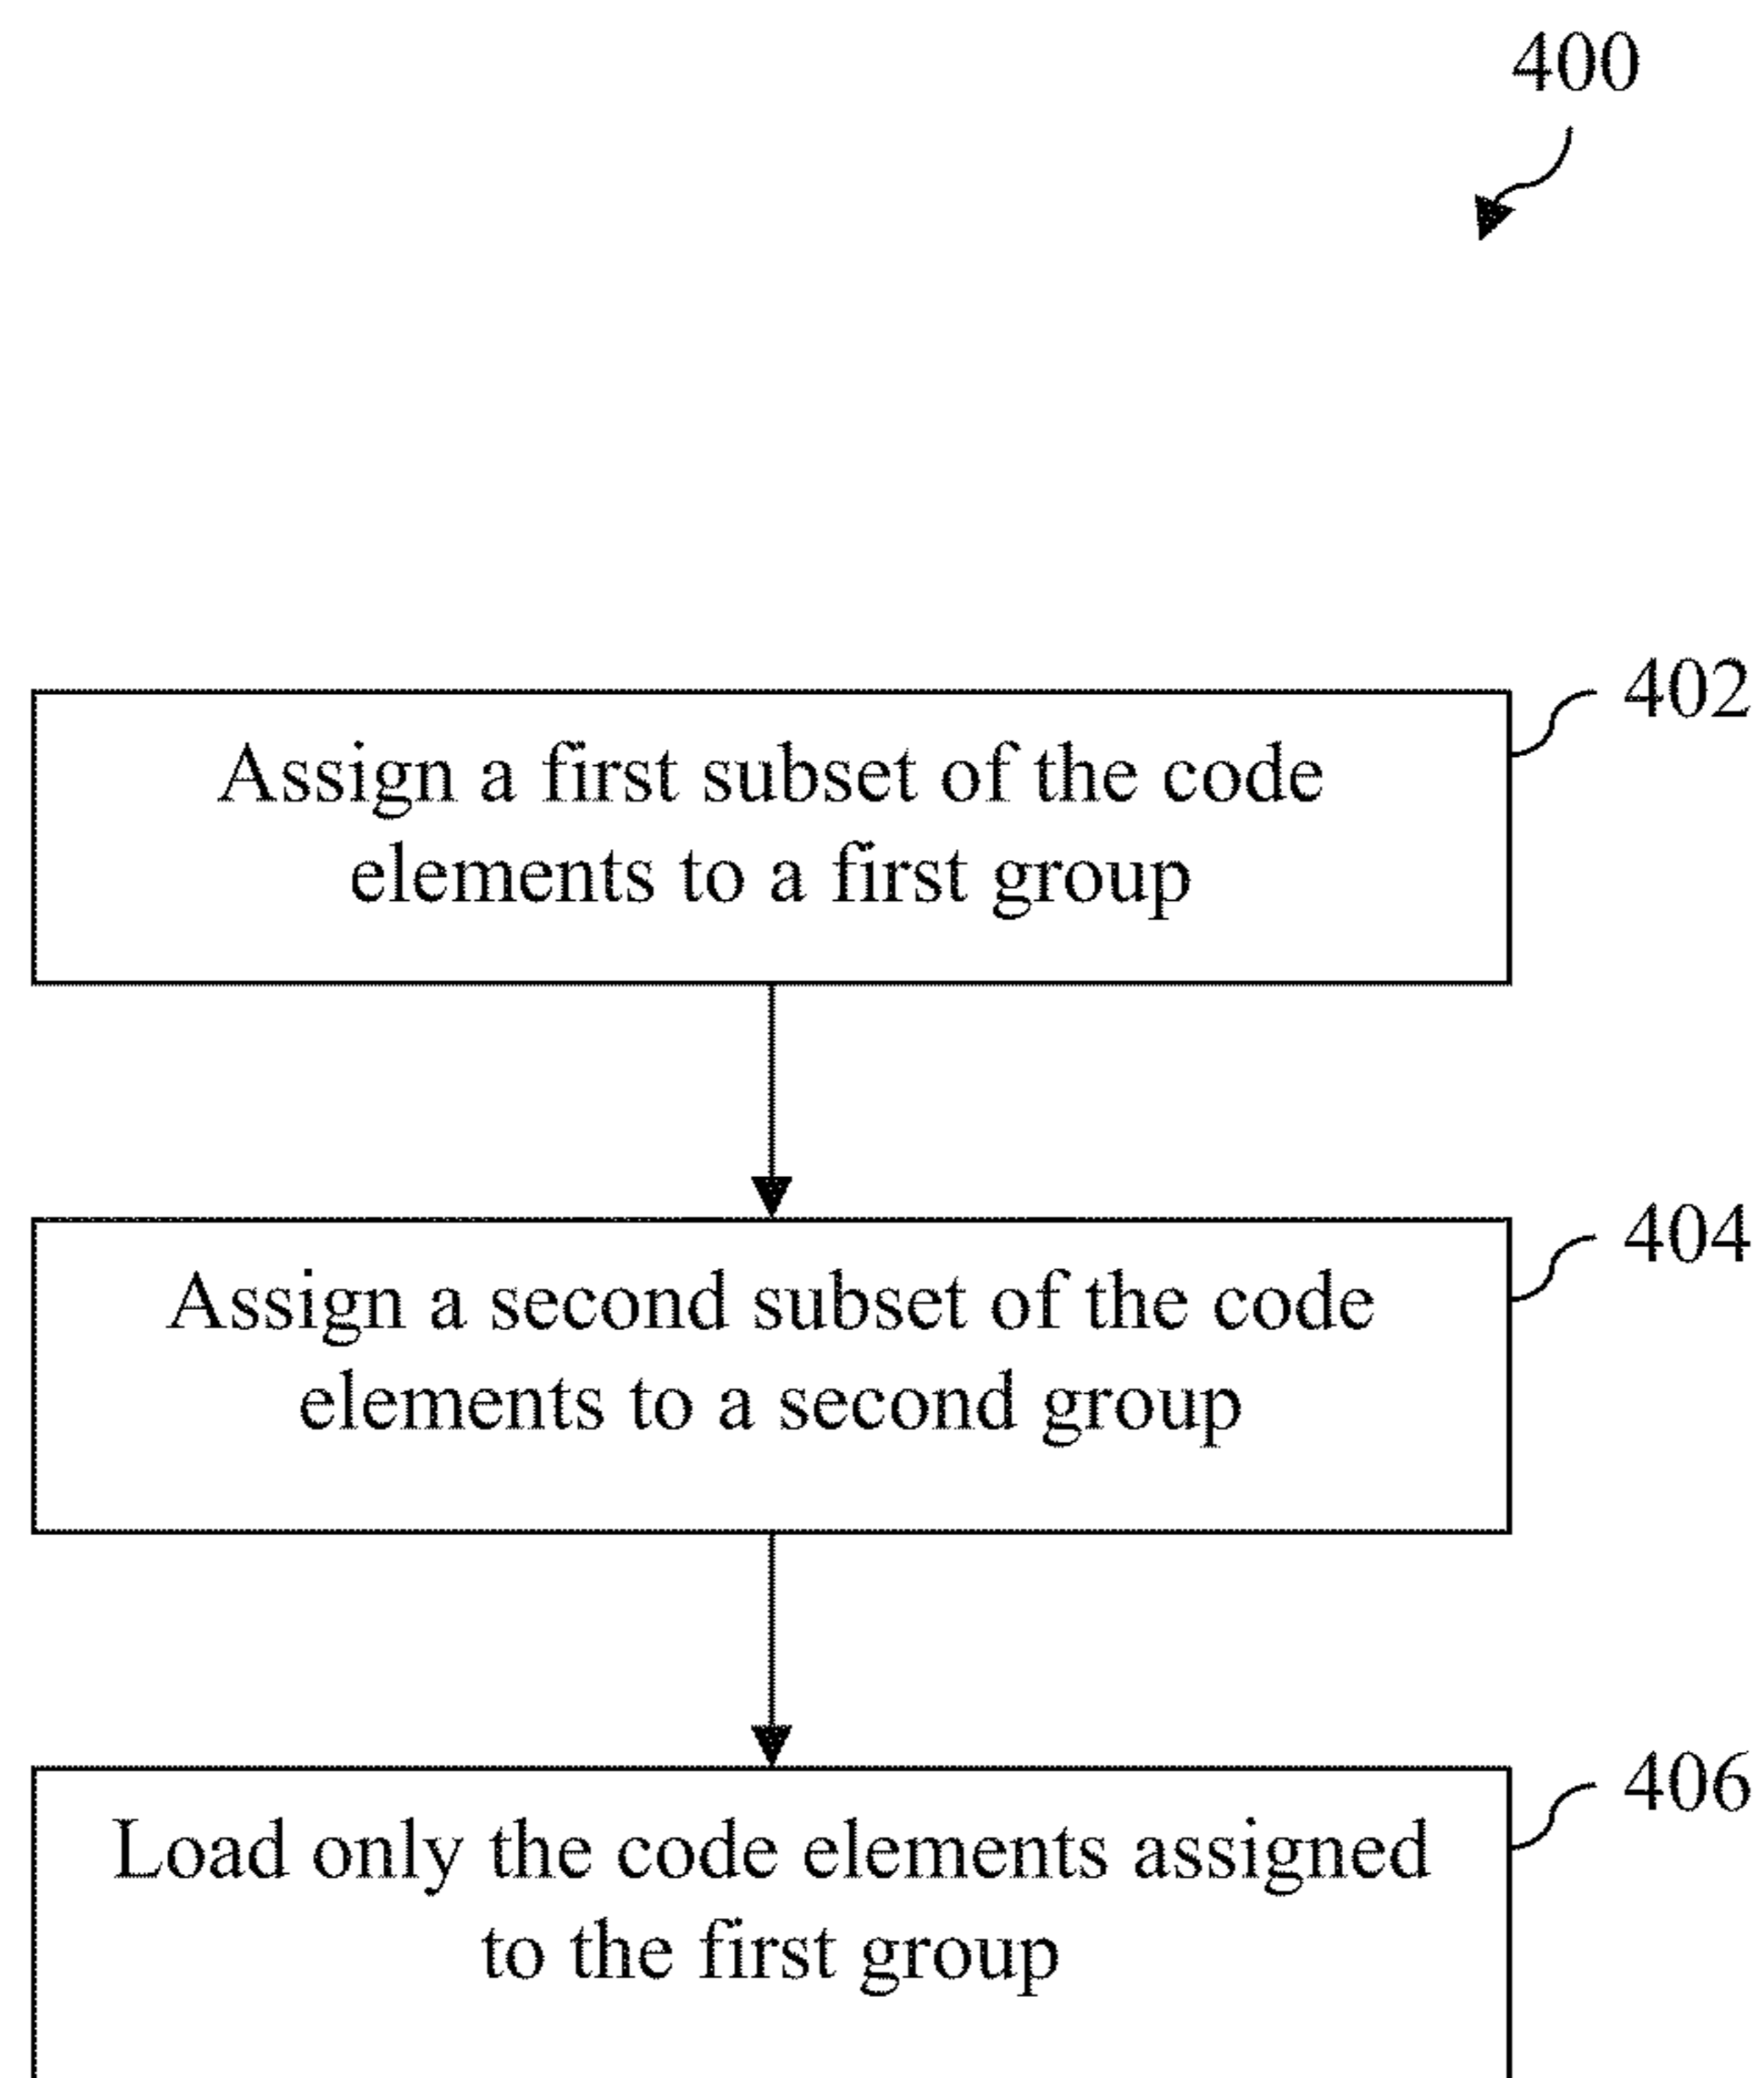 400
402
Assign a first subset of the code
elements to a first group
404
Assign a second subset of the code
elements to a second group
406
Load only the code elements assigned
to the first group